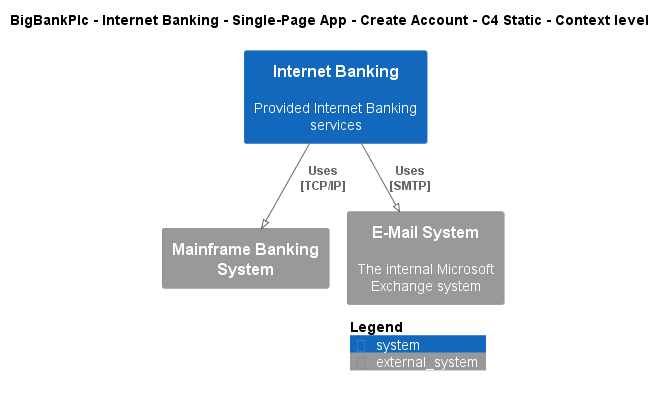 BigBankPlc - Internet Banking - Single-Page App - Create Account - C4 Static - Context level
Internet Banking
Provided Internet Banking
services
Uses
[TCP/IP]
Uses
[SMTP]
Mainframe Banking
System
E-Mail System
The internal Microsoft
Exchange system
Legend
system
external_system